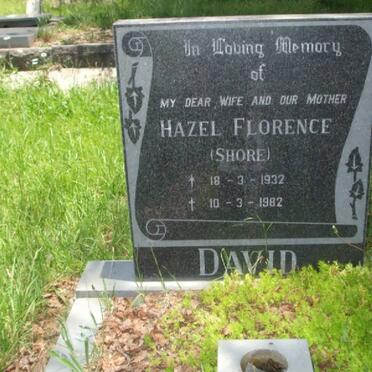 In Loving Memory
of
MY DEAR WIFE AND OUR MOTHER
HAZEL FLORENCE
(SHORE)
† 18-3-1932
† 10-3-1982
DAVID